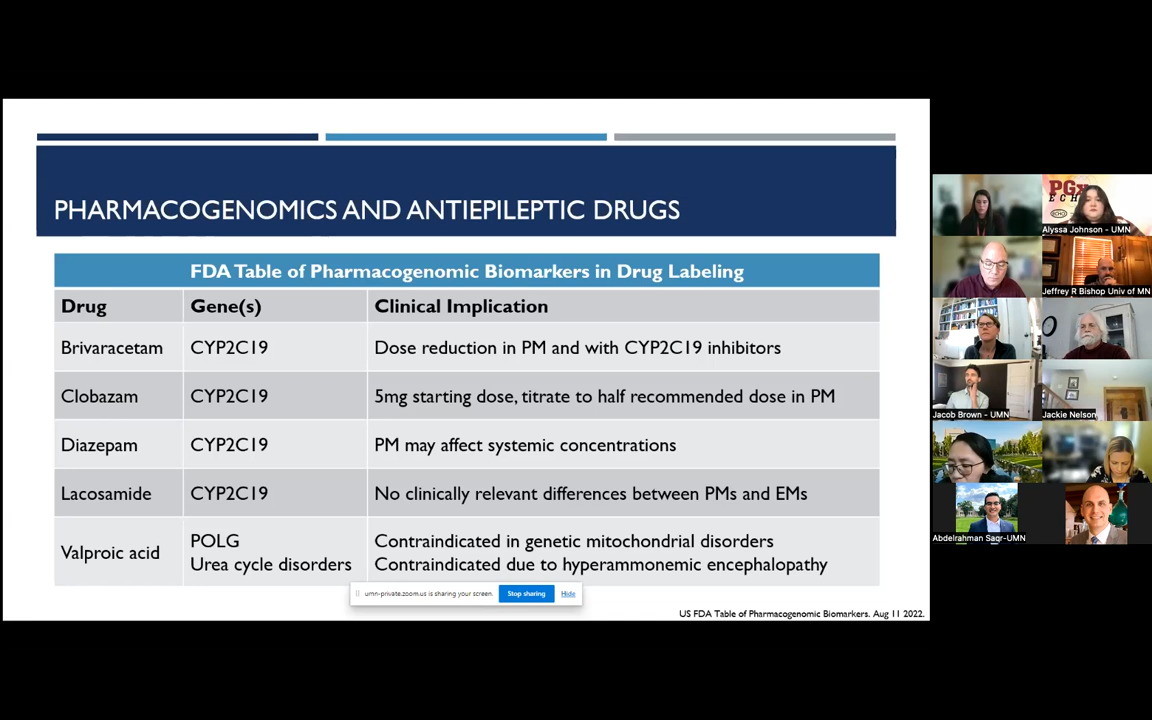 PHARMACOGENOMICS AND ANTIEPILEPTIC DRUGS
FDA Table of Pharmacogenomic Biomarkers in Drug Labeling
Drug Gene(s) Clinical Implication
Brivaracetam CYP2C19 Dose reduction in PM and with CYP2C19 inhibitors
Clobazam CYP2C19 5mg starting dose, titrate to half recommended dose in PM
Diazepam CYP2C19 PM may affect systemic concentrations
Lacosamide CYP2C19 No clinically relevant differences between PMs and EMs
Valproic acid
POLG Contraindicated in genetic mitochondrial disorders
Urea cycle disorders Contraindicated due to hyperammonemic encephalopathy
umn-private.zoom.us is sharing your screen. Stop sharing Hide
US FDA Table of Pharmacogenomic Biomarkers. Aug 11 2022.
PGx
ECHO
Alyssa Johnson - UMN
Jeffrey R Bishop Univ of MN
Jacob Brown - UMN
Jackie Nelson
Abdelrahman Saqr-UMN